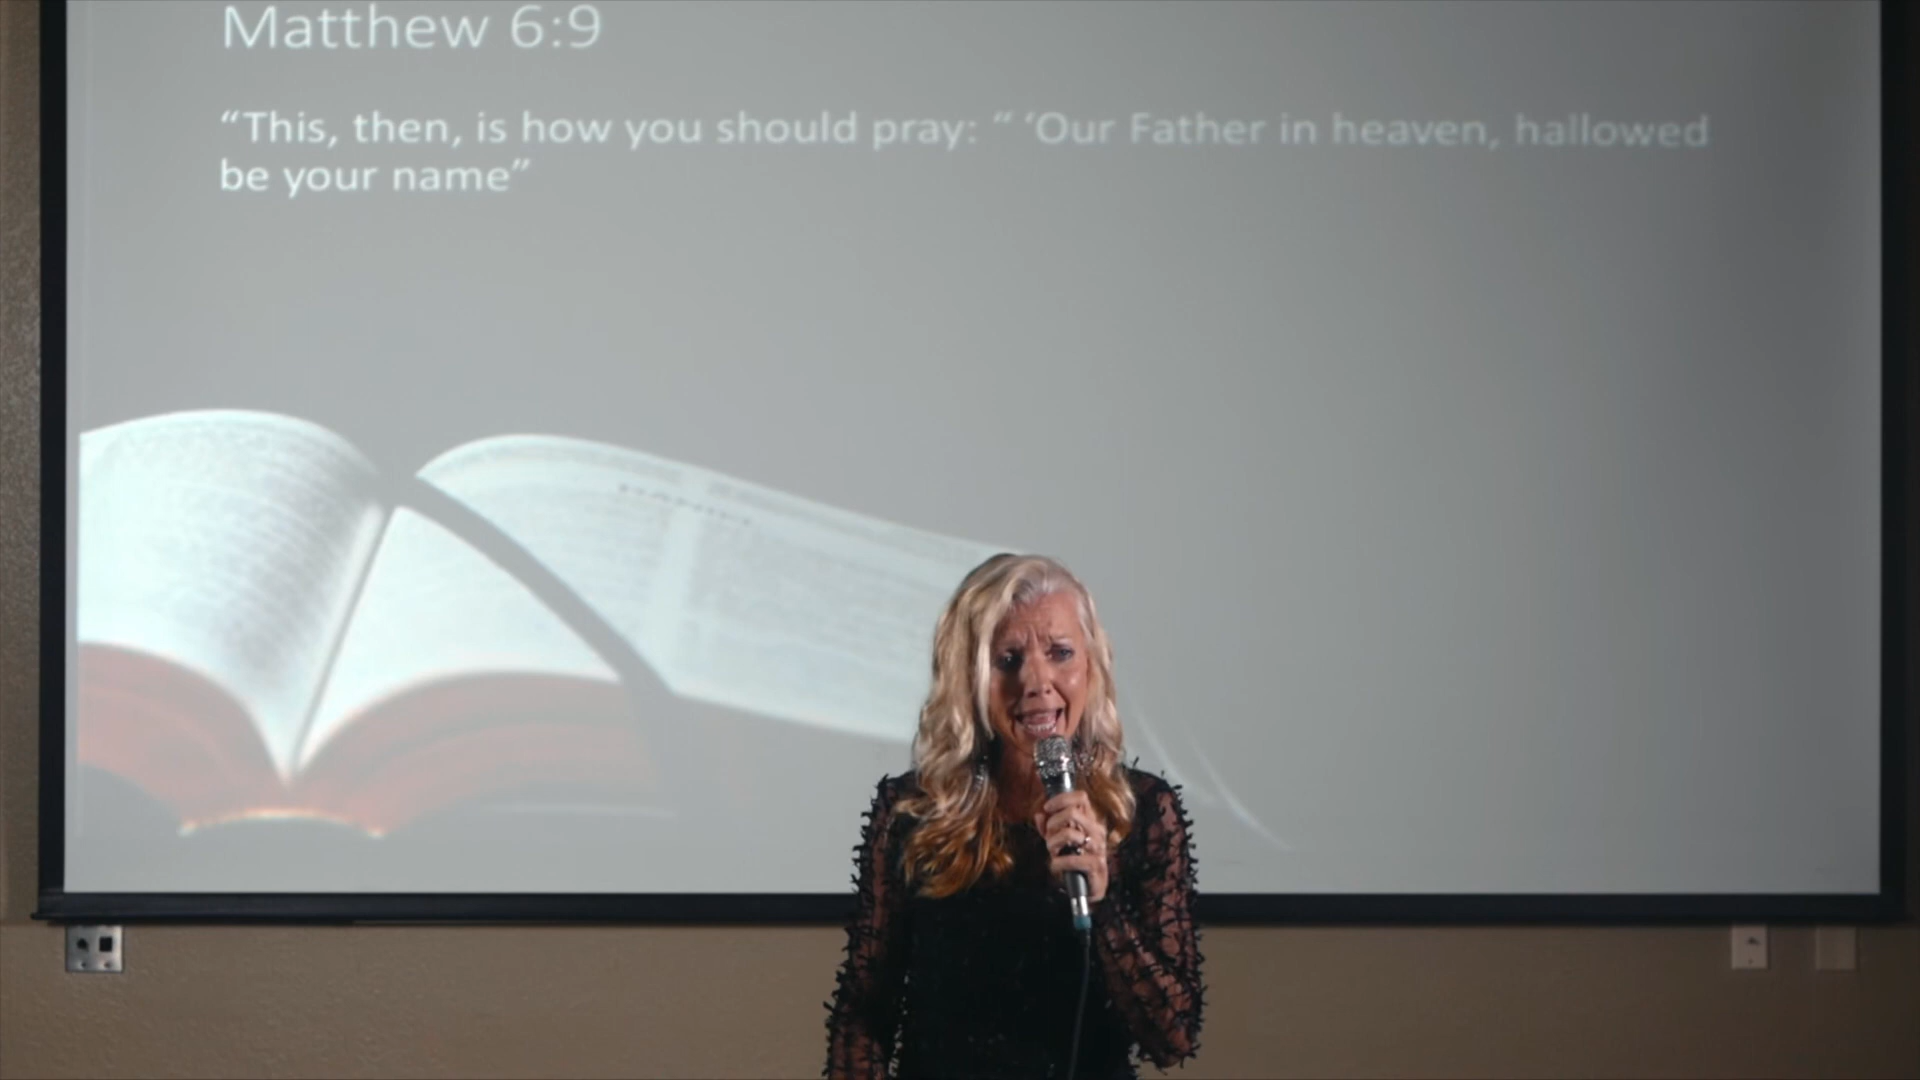 Matthew 6:9
“This, then, is how you should pray: “ ‘Our Father in heaven, hallowed
be your name”